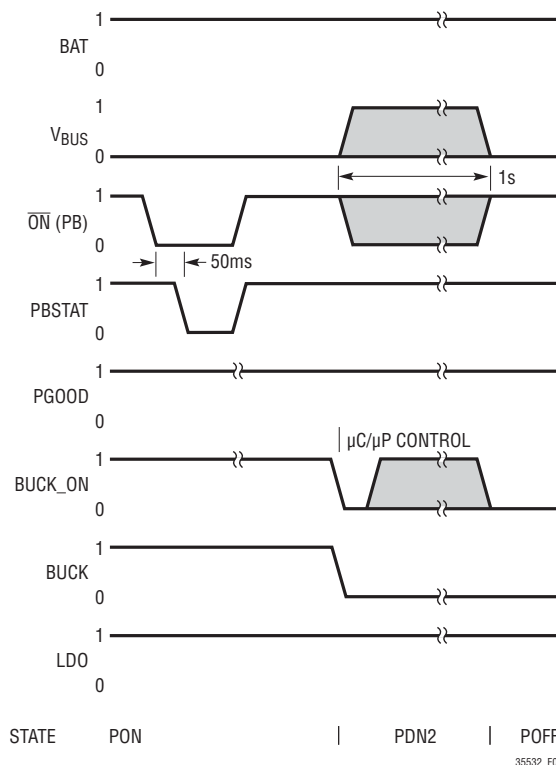 1
BAT
0
1
VBUS
0
1s
1
ON (PB)
0
50ms
1
PBSTAT
0
1
PGOOD
0
µC/µP CONTROL
1
BUCK_ON
0
1
BUCK
0
1
LDO
0
STATE PON PDN2 POFF